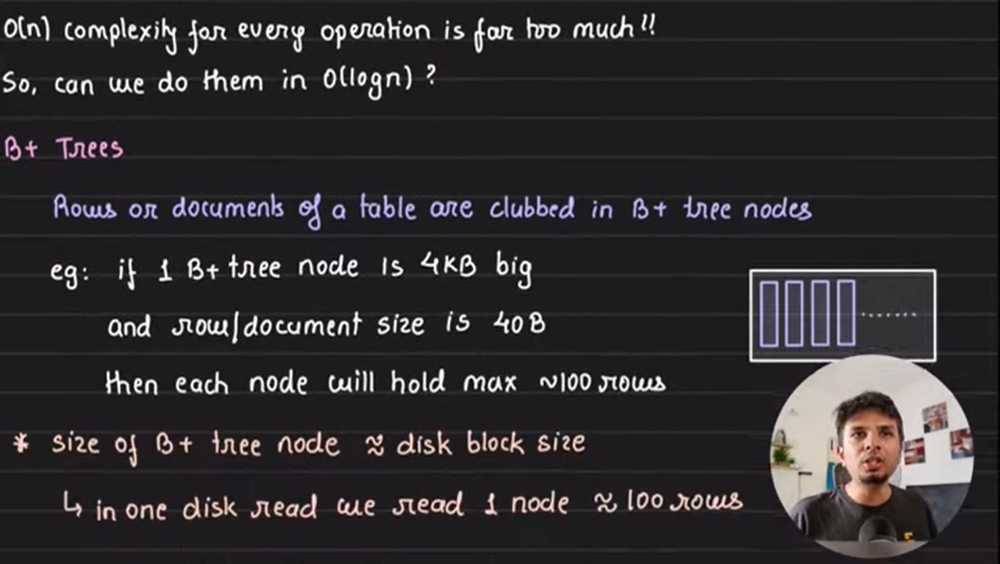 O(n) complexity for every operation is far too much!!
So, can we do them in O(logn) ?
B+ Trees
Rows or documents of a table are clubbed in B+ tree nodes
eg: if 1 B+ tree node is 4KB big
and row/document size is 40B
then each node will hold max ~100 rows
* size of B+ tree node ≈ disk block size
↳ in one disk read we read 1 node ≈ 100 rows